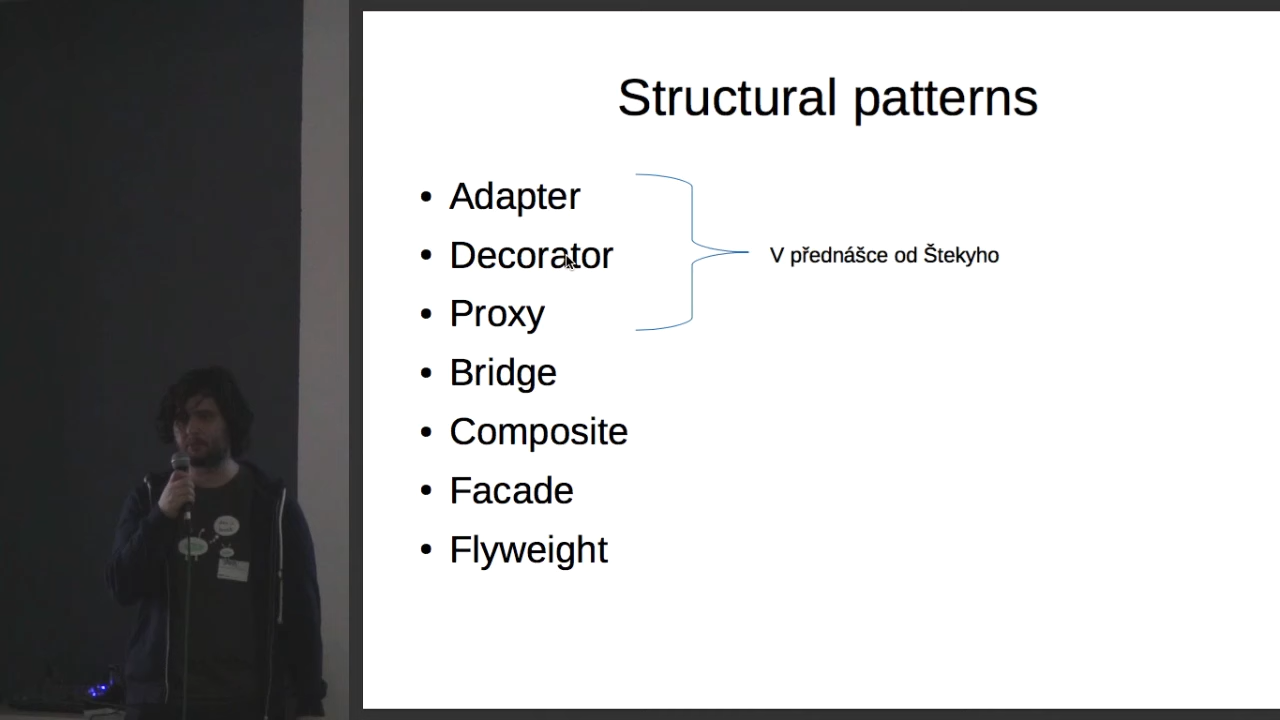 Structural patterns
• Adapter
• Decorator
• Proxy
• Bridge
• Composite
• Facade
• Flyweight
V přednášce od Štekyho